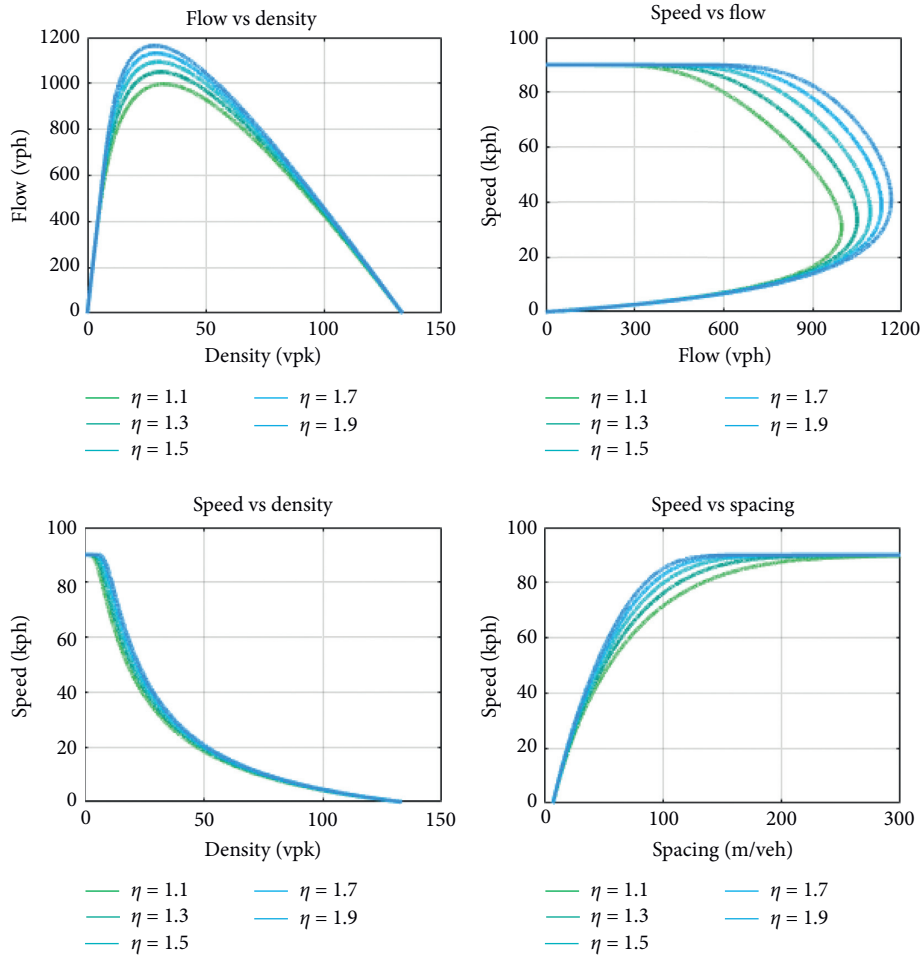 Flow vs density
1200
1000
800
600
400
200
0
Flow (vph)
0 50 100 150
Density (vpk)
η = 1.1
η = 1.3
η = 1.5
η = 1.7
η = 1.9
Speed vs flow
100
80
60
40
20
0
Speed (kph)
0 300 600 900 1200
Flow (vph)
η = 1.1
η = 1.3
η = 1.5
η = 1.7
η = 1.9
Speed vs density
100
80
60
40
20
0
Speed (kph)
0 50 100 150
Density (vpk)
η = 1.1
η = 1.3
η = 1.5
η = 1.7
η = 1.9
Speed vs spacing
100
80
60
40
20
0
Speed (kph)
0 100 200 300
Spacing (m/veh)
η = 1.1
η = 1.3
η = 1.5
η = 1.7
η = 1.9